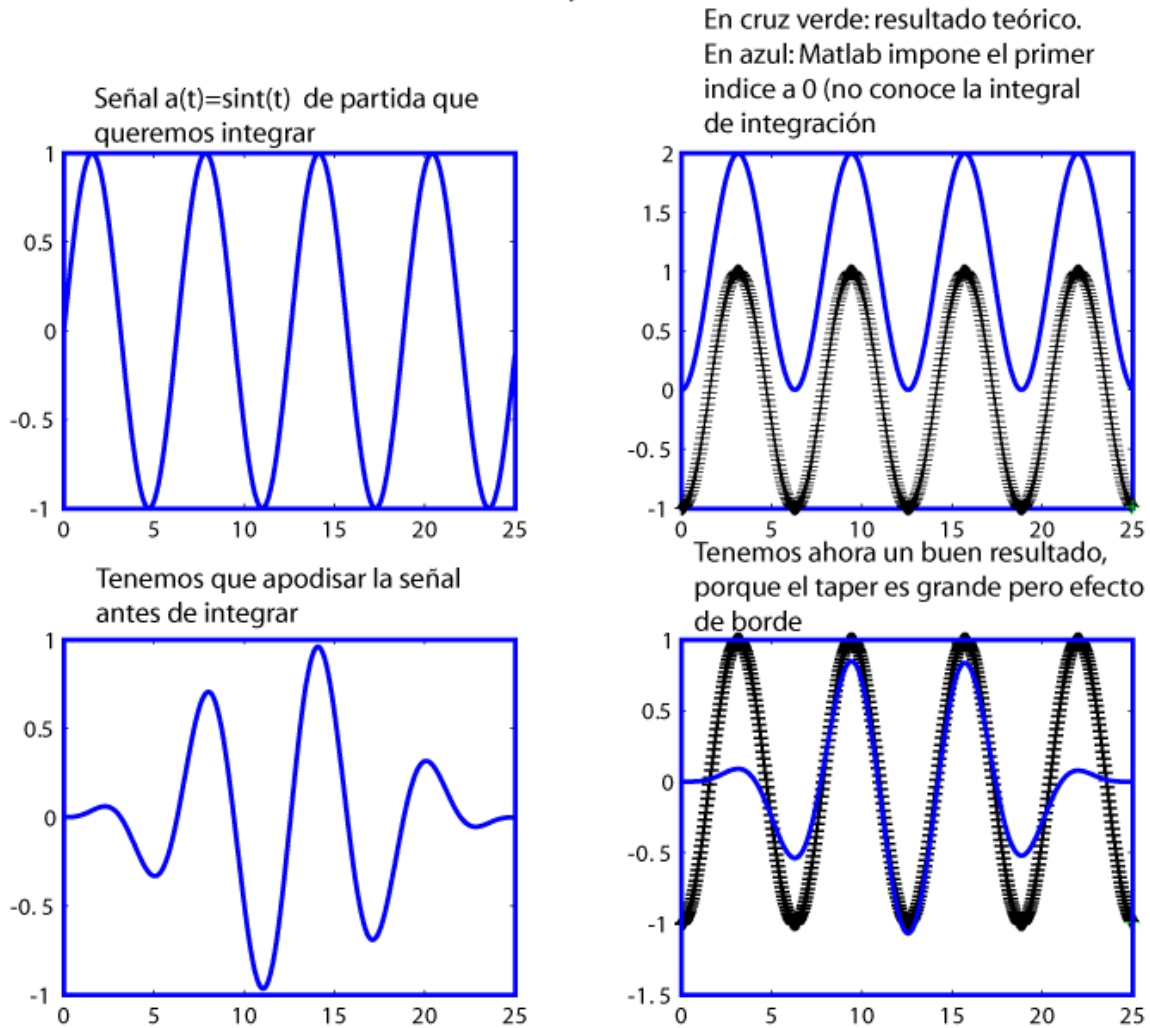 En cruz verde: resultado teórico.
En azul: Matlab impone el primer
indice a 0 (no conoce la integral
de integración
Señal a(t)=sint(t) de partida que
queremos integrar
1
0.5
0
-0.5
-1
0 5 10 15 20 25
2
1.5
1
0.5
0
-0.5
-1
0 5 10 15 20 25
Tenemos que apodisar la señal
antes de integrar
1
0.5
0
-0.5
-1
0 5 10 15 20 25
Tenemos ahora un buen resultado,
porque el taper es grande pero efecto
de borde
1
0.5
0
-0.5
-1
-1.5
0 5 10 15 20 25